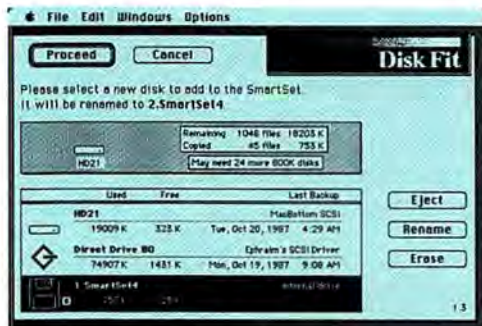 File Edit Windows Options
Proceed Cancel
Disk Fit
Please select a new disk to add to the SmartSet.
It will be renamed to 2.SmartSet4
Remaining 1048 files 18203 K
Copied 45 files 753 K
HD21 May need 24 more 800K disks
Used Free Last Backup
HD21 MacBottom SCSI
19009 K 323 K Tue, Oct 20, 1987 4:29 AM
Direct Drive 80 Ephraim's SCSI Driver
74907 K 1431 K Mon, Oct 19, 1987 9:08 AM
1 SmartSet4
Eject
Rename
Erase
1.3